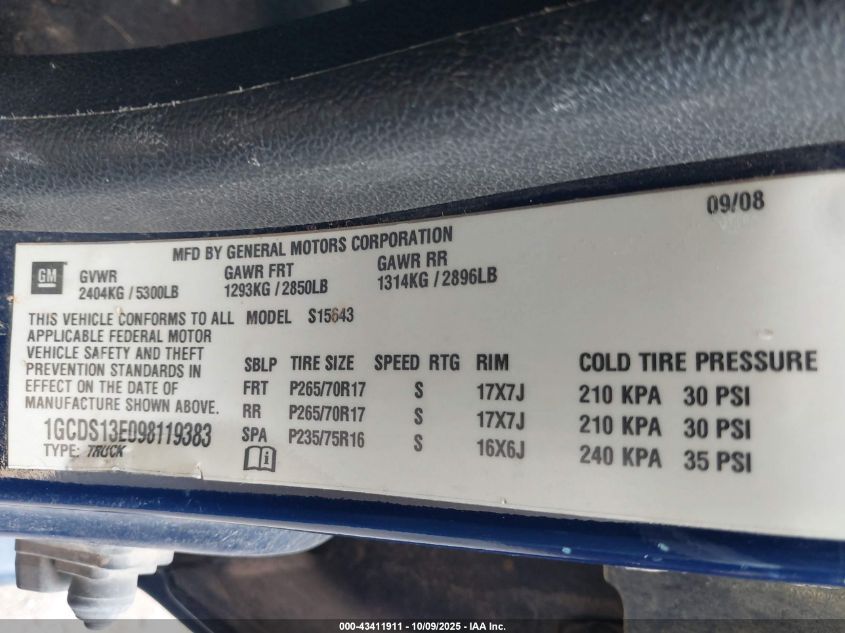 09/08
MFD BY GENERAL MOTORS CORPORATION
GM
GVWR GAWR FRT GAWR RR
2404KG / 5300LB 1293KG / 2850LB 1314KG / 2896LB
THIS VEHICLE CONFORMS TO ALL MODEL S15643
APPLICABLE FEDERAL MOTOR
VEHICLE SAFETY AND THEFT
PREVENTION STANDARDS IN
EFFECT ON THE DATE OF
MANUFACTURE SHOWN ABOVE.
SBLP TIRE SIZE SPEED RTG RIM COLD TIRE PRESSURE
FRT P265/70R17 S 17X7J 210 KPA 30 PSI
RR P265/70R17 S 17X7J 210 KPA 30 PSI
SPA P235/75R16 S 16X6J 240 KPA 35 PSI
1GCDS13E098119383
TYPE: TRUCK
000-43411911 - 10/09/2025 - IAA Inc.